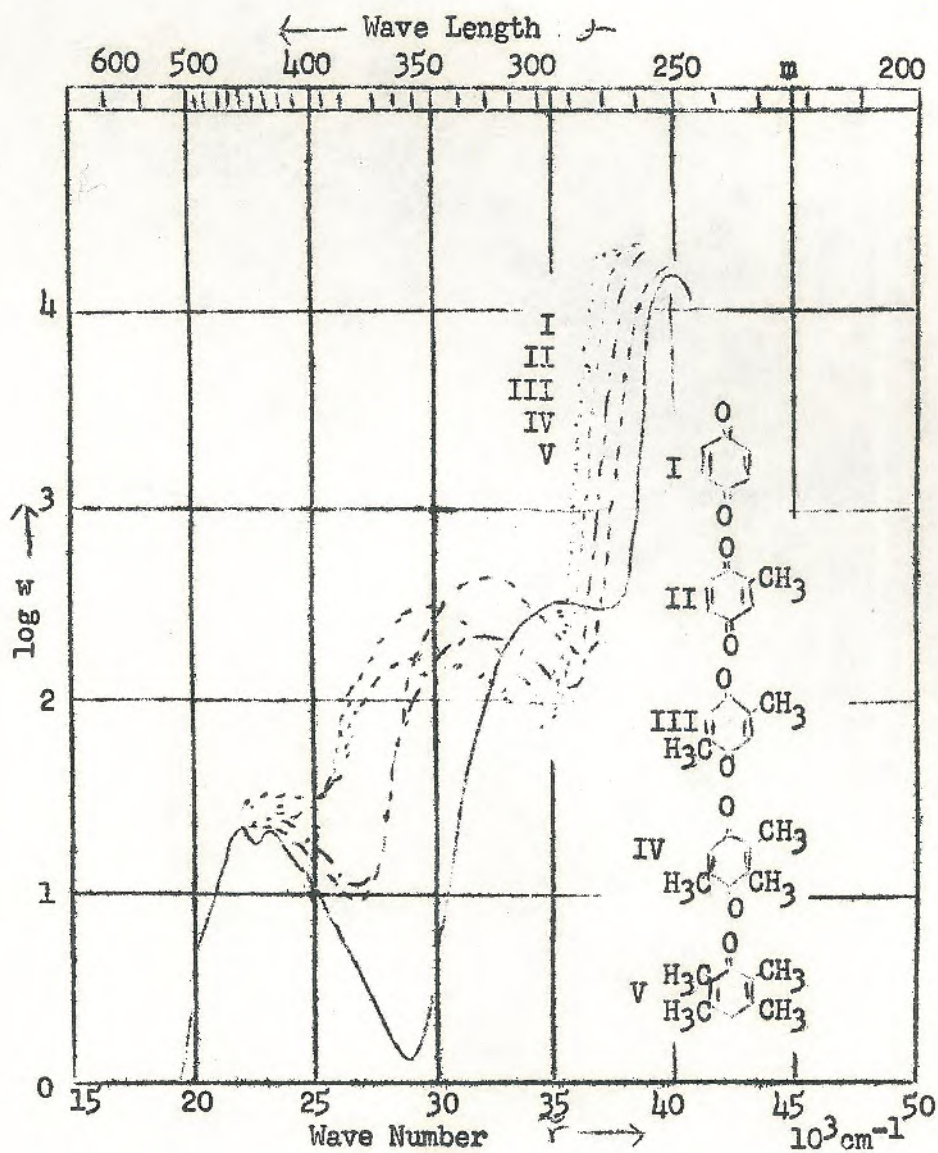 ← Wave Length
600 500 400 350 300 250 m 200
4
I
II
III
IV
V
3
log ε →
2
1
0
I
O
O
II
O
CH3
O
III
O
CH3
H3C
O
IV
O
CH3
H3C
CH3
O
V
O
H3C
CH3
H3C
CH3
15 20 25 30 35 40 45 50
Wave Number r → 10³cm⁻¹